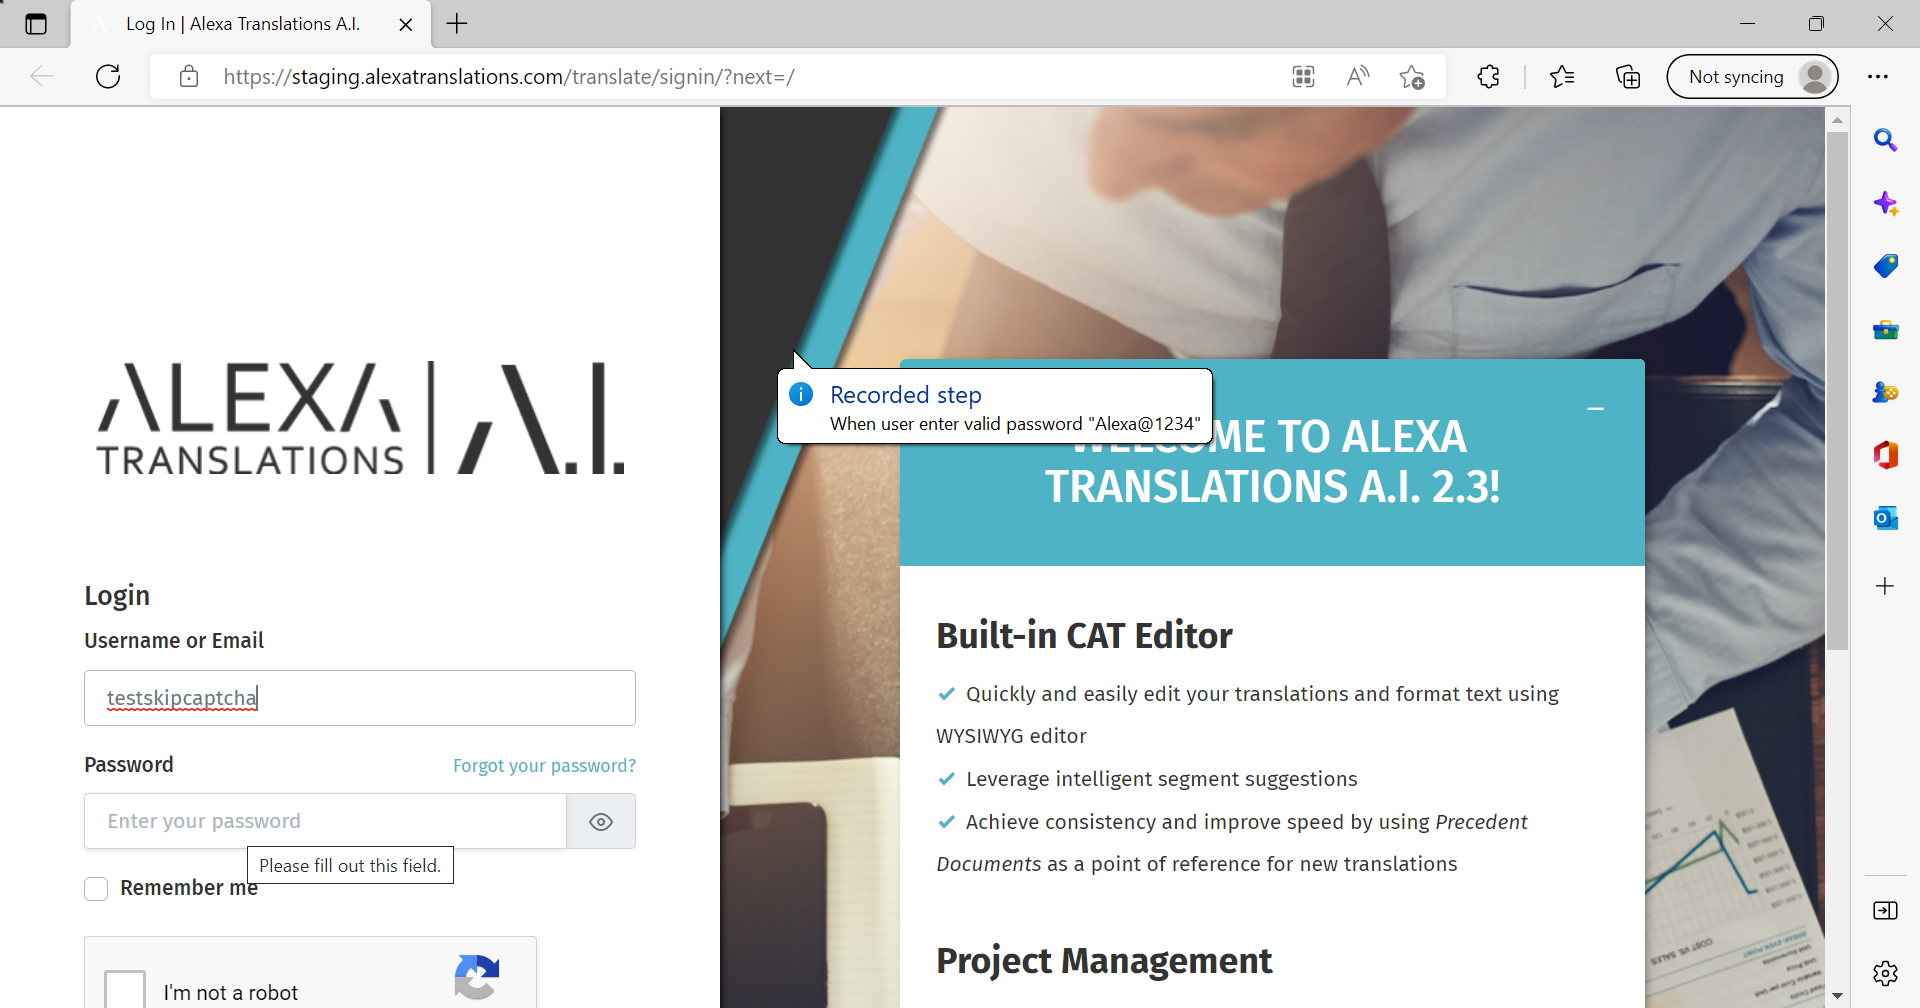 Log In | Alexa Translations A.I.
https://staging.alexatranslations.com/translate/signin/?next=/
Not syncing
ALEXA
TRANSLATIONS
A.I.
Login
Username or Email
testskipcaptcha
Password
Forgot your password?
Enter your password
Please fill out this field.
Remember me
I'm not a robot
Recorded step
When user enter valid password "Alexa@1234"
WELCOME TO ALEXA
TRANSLATIONS A.I. 2.3!
Built-in CAT Editor
Quickly and easily edit your translations and format text using
WYSIWYG editor
Leverage intelligent segment suggestions
Achieve consistency and improve speed by using Precedent
Documents as a point of reference for new translations
Project Management